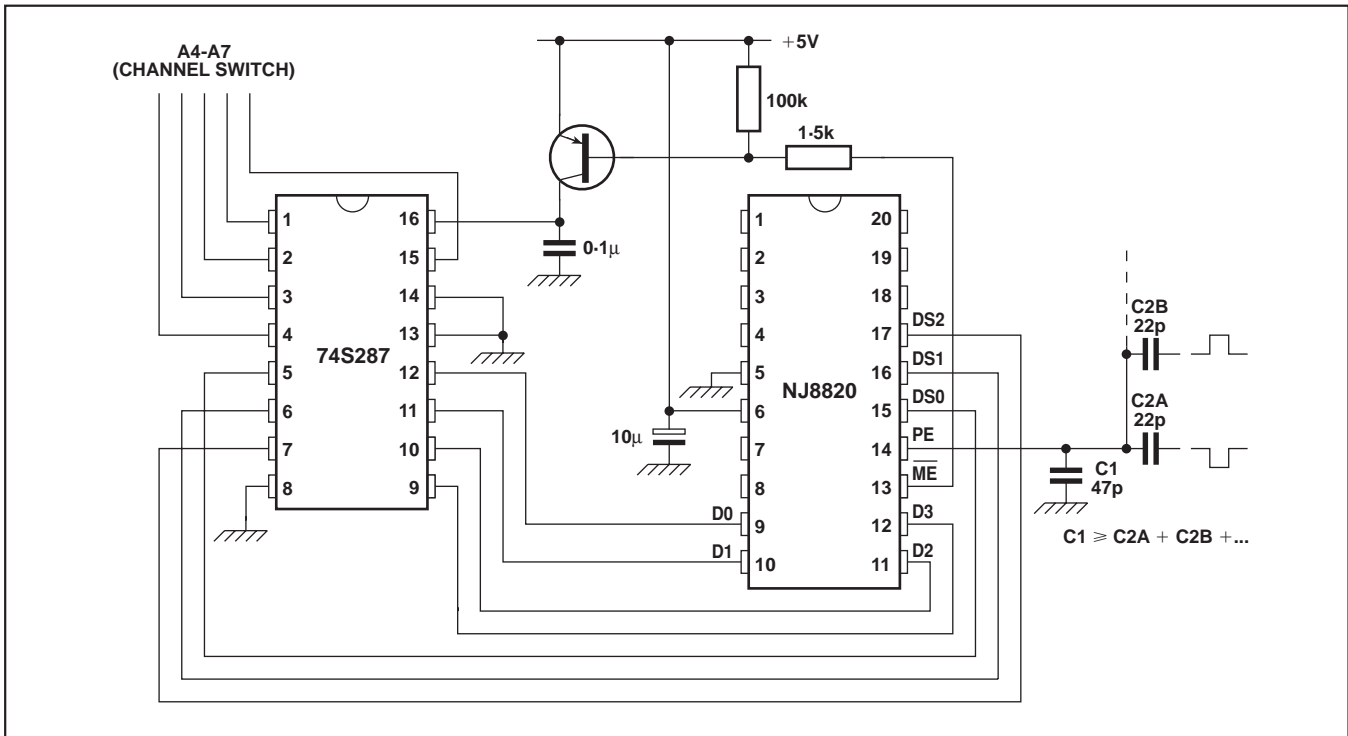 A4-A7
(CHANNEL SWITCH)
+5V
100k
1·5k
0·1μ
10μ
74S287
1
2
3
4
5
6
7
8
16
15
14
13
12
11
10
9
NJ8820
1
2
3
4
5
6
7
8
9
10
20
19
18
17
16
15
14
13
12
11
D0
D1
DS2
DS1
DS0
PE
M̅E̅
D3
D2
C2B
22p
C2A
22p
C1
47p
C1 ⩾ C2A + C2B +...